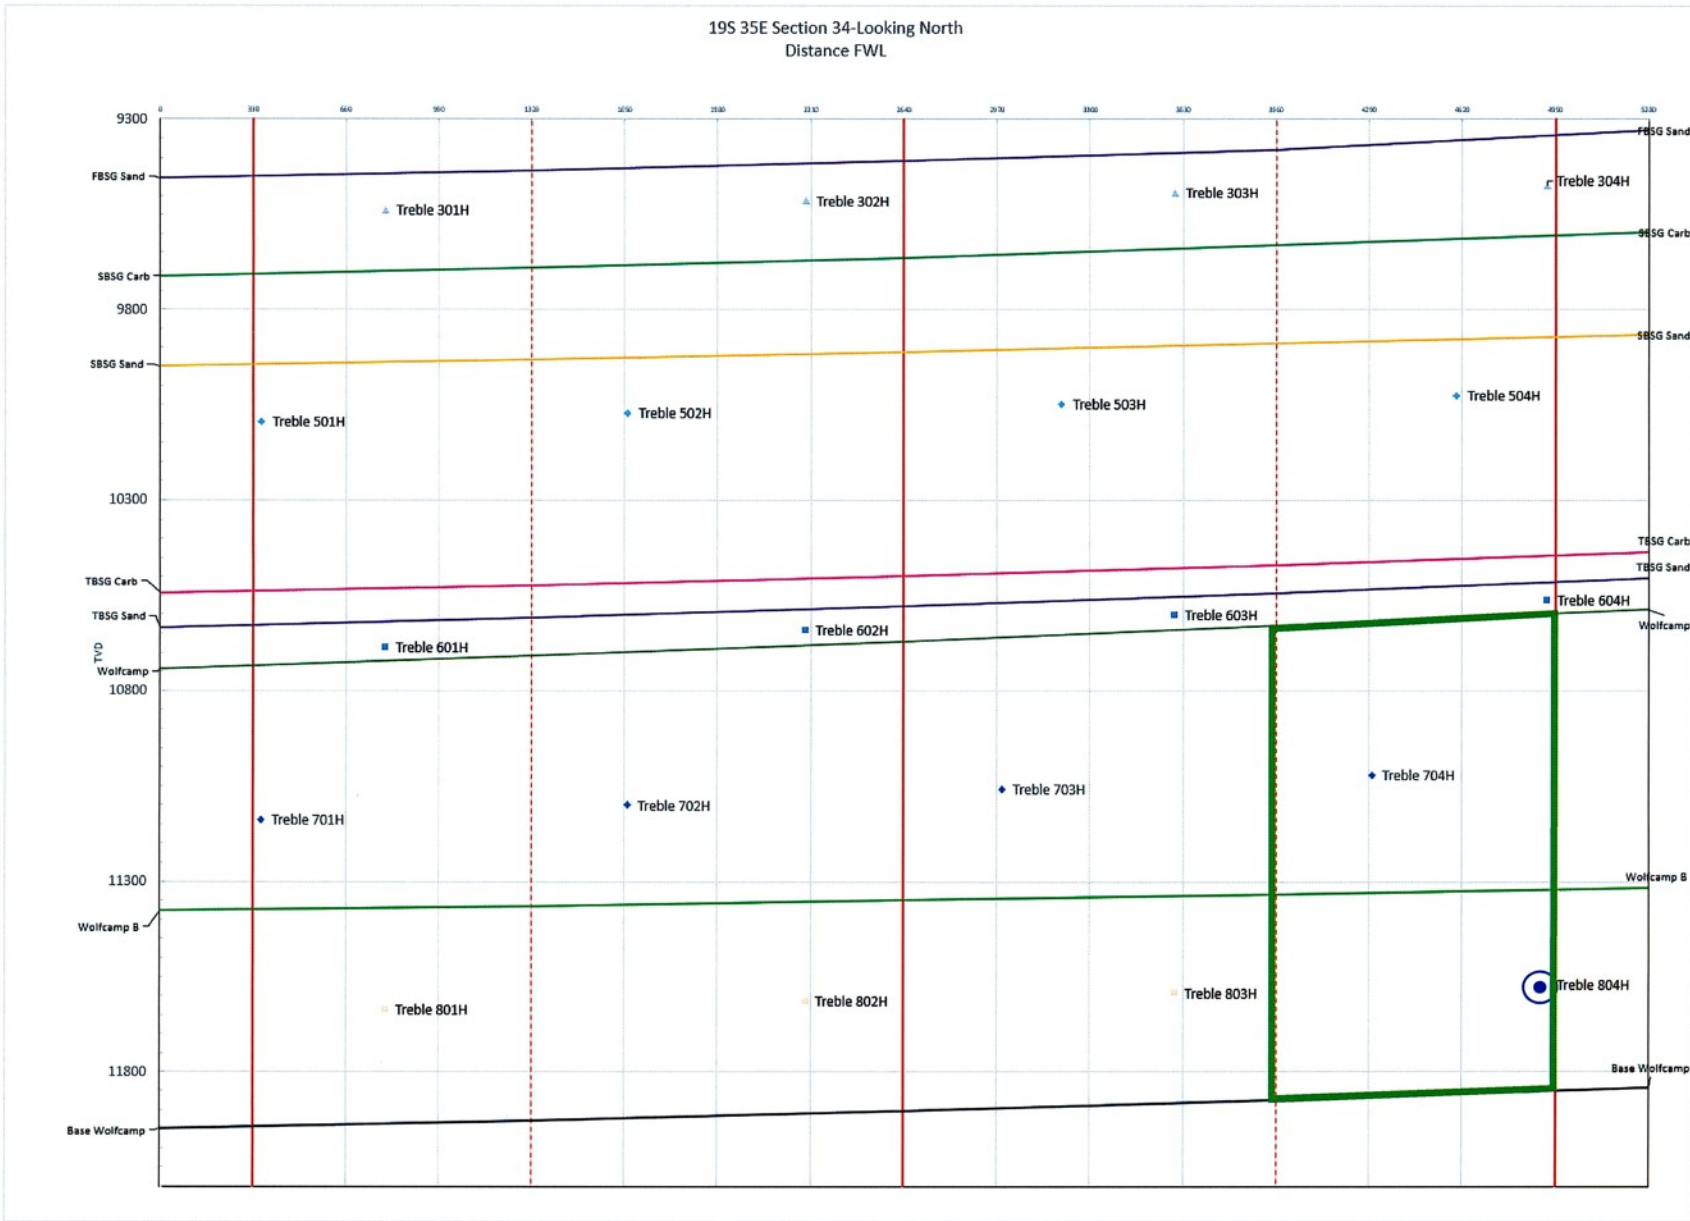 19S 35E Section 34-Looking North
Distance FWL
0 330 660 990 1320 1650 1980 2310 2640 2970 3300 3630 3960 4290 4620 4950 5280
9300
FBSG Sand
FBSG Sand
Treble 301H
Treble 302H
Treble 303H
Treble 304H
SBSG Carb
SBSG Carb
9800
SBSG Sand
SBSG Sand
Treble 501H
Treble 502H
Treble 503H
Treble 504H
10300
TBSG Carb
TBSG Carb
TBSG Sand
TBSG Sand
Treble 601H
Treble 602H
Treble 603H
Treble 604H
TVD
Wolfcamp
Wolfcamp
10800
Treble 701H
Treble 702H
Treble 703H
Treble 704H
11300
Wolfcamp B
Wolfcamp B
Treble 801H
Treble 802H
Treble 803H
Treble 804H
11800
Base Wolfcamp
Base Wolfcamp